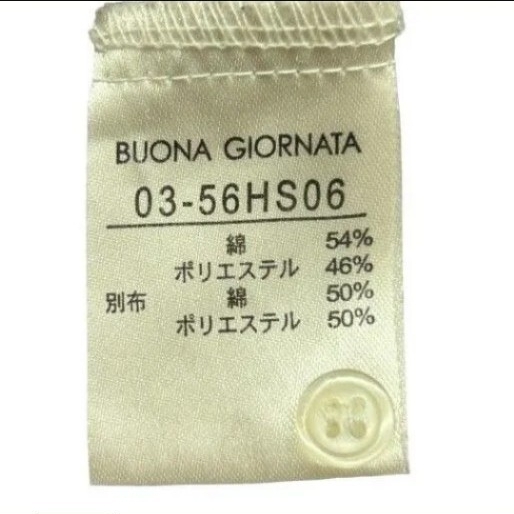 BUONA GIORNATA
03-56HS06
綿 54%
ポリエステル 46%
別布 綿 50%
ポリエステル 50%